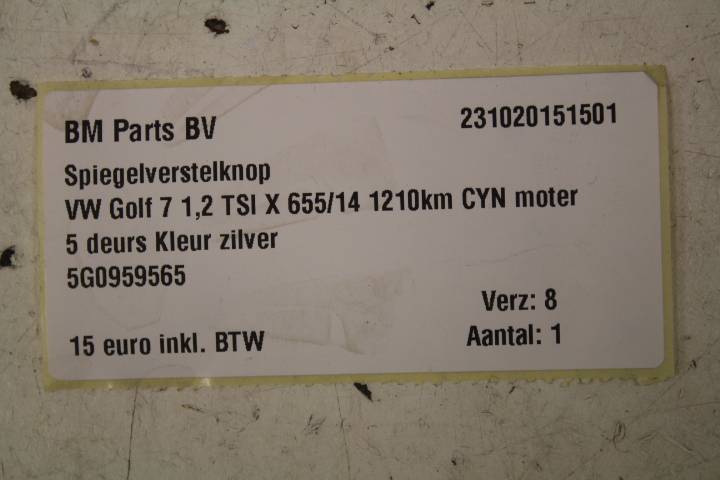 BM Parts BV 231020151501
Spiegelverstelknop
VW Golf 7 1,2 TSI X 655/14 1210km CYN moter
5 deurs Kleur zilver
5G0959565
Verz: 8
15 euro inkl. BTW Aantal: 1